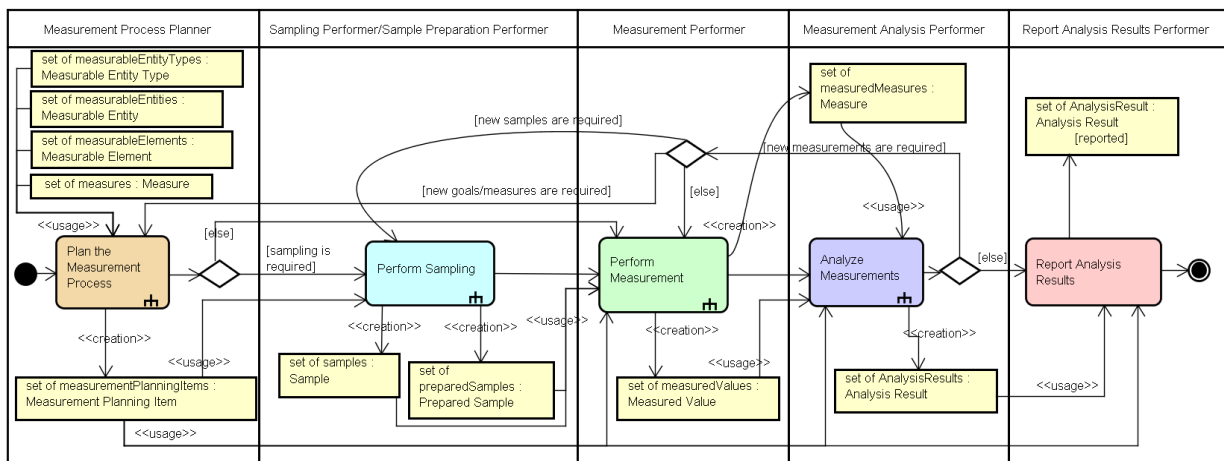 Measurement Process Planner
Sampling Performer/Sample Preparation Performer
Measurement Performer
Measurement Analysis Performer
Report Analysis Results Performer
set of measurableEntityTypes :
Measurable Entity Type
set of measurableEntities :
Measurable Entity
set of measurableElements :
Measurable Element
set of measures : Measure
<<usage>>
Plan the
Measurement
Process
<<creation>>
set of measurementPlanningItems :
Measurement Planning Item
[else]
[sampling is
required]
<<usage>>
<<usage>>
[new samples are required]
[new goals/measures are required]
Perform Sampling
<<creation>>
<<creation>>
set of samples :
Sample
set of
preparedSamples :
Prepared Sample
<<usage>>
[else]
<<creation>>
Perform
Measurement
<<creation>>
set of measuredValues :
Measured Value
<<usage>>
set of
measuredMeasures :
Measure
[new measurements are required]
<<usage>>
Analyze
Measurements
[else]
<<creation>>
set of AnalysisResults :
Analysis Result
set of AnalysisResult :
Analysis Result
[reported]
Report Analysis
Results
<<usage>>